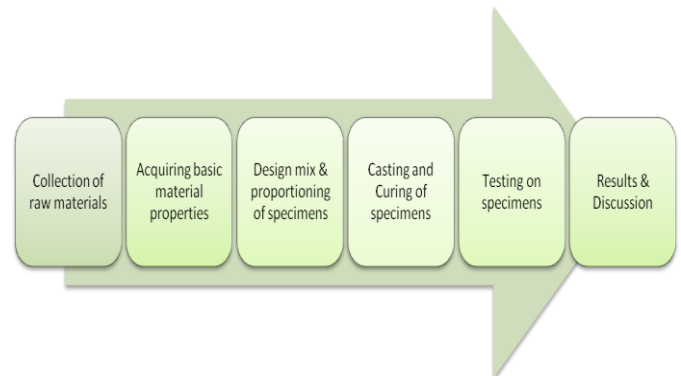 Collection of
raw materials
Acquiring basic
material
properties
Design mix &
proportioning
of specimens
Casting and
Curing of
specimens
Testing on
specimens
Results &
Discussion